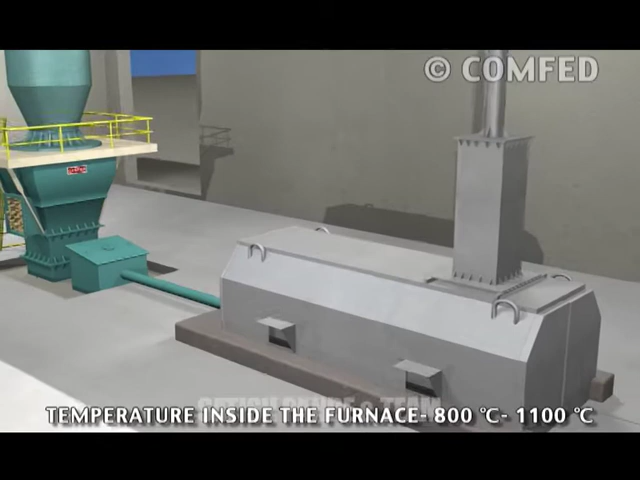 © COMFED
TEMPERATURE INSIDE THE FURNACE- 800 ℃- 1100 ℃